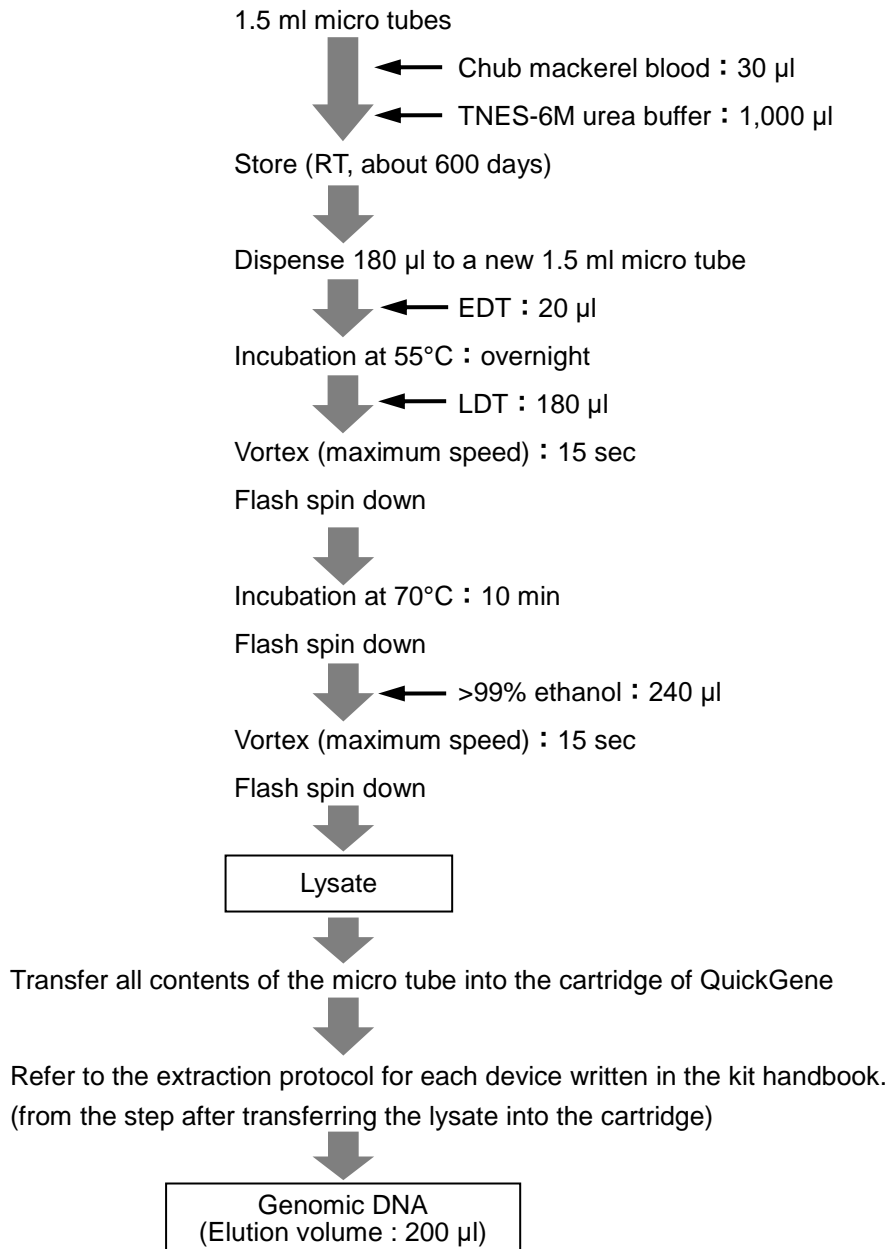 1.5 ml micro tubes
Chub mackerel blood：30 µl
TNES-6M urea buffer：1,000 µl
Store (RT, about 600 days)
Dispense 180 µl to a new 1.5 ml micro tube
EDT：20 µl
Incubation at 55°C：overnight
LDT：180 µl
Vortex (maximum speed)：15 sec
Flash spin down
Incubation at 70°C：10 min
Flash spin down
>99% ethanol：240 µl
Vortex (maximum speed)：15 sec
Flash spin down
Lysate
Transfer all contents of the micro tube into the cartridge of QuickGene
Refer to the extraction protocol for each device written in the kit handbook.
(from the step after transferring the lysate into the cartridge)
Genomic DNA
(Elution volume : 200 µl)